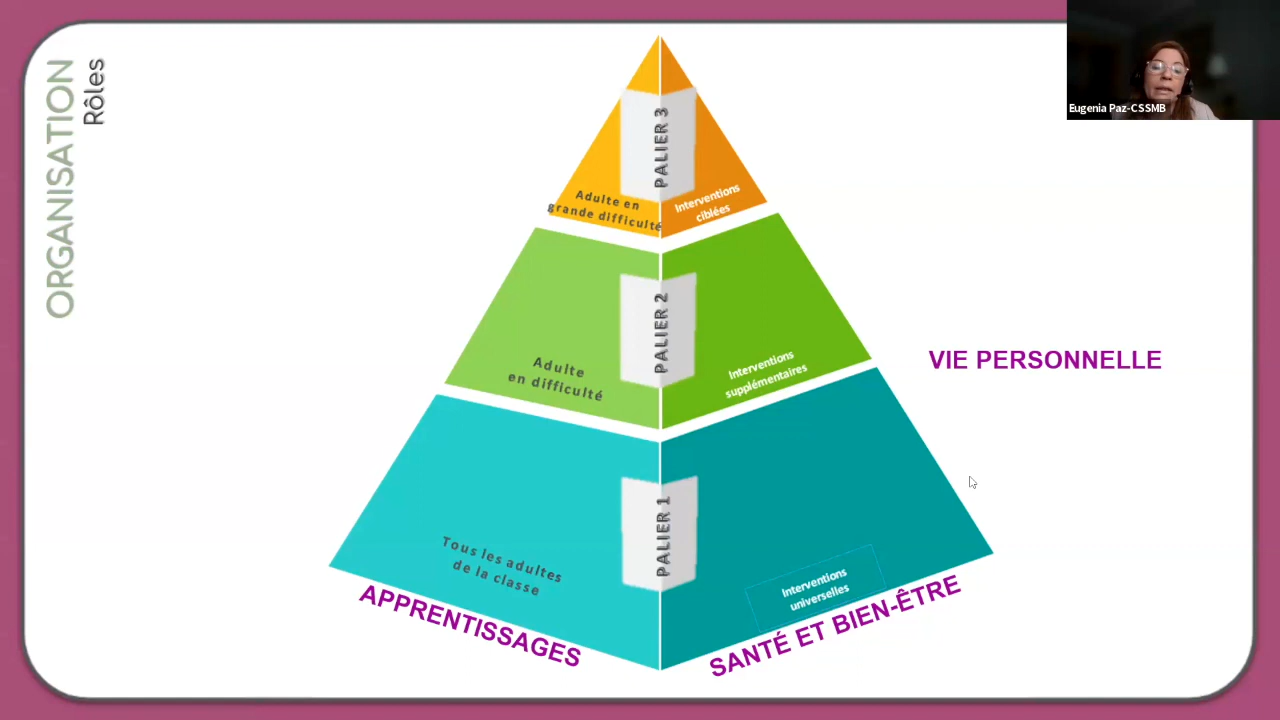 ORGANISATION
Rôles
Eugenia Paz-CSSMB
PALIER 3
Adulte en
grande difficulté
Interventions
ciblées
PALIER 2
Adulte
en difficulté
Interventions
supplémentaires
VIE PERSONNELLE
PALIER 1
Tous les adultes
de la classe
Interventions
universelles
APPRENTISSAGES
SANTÉ ET BIEN-ÊTRE